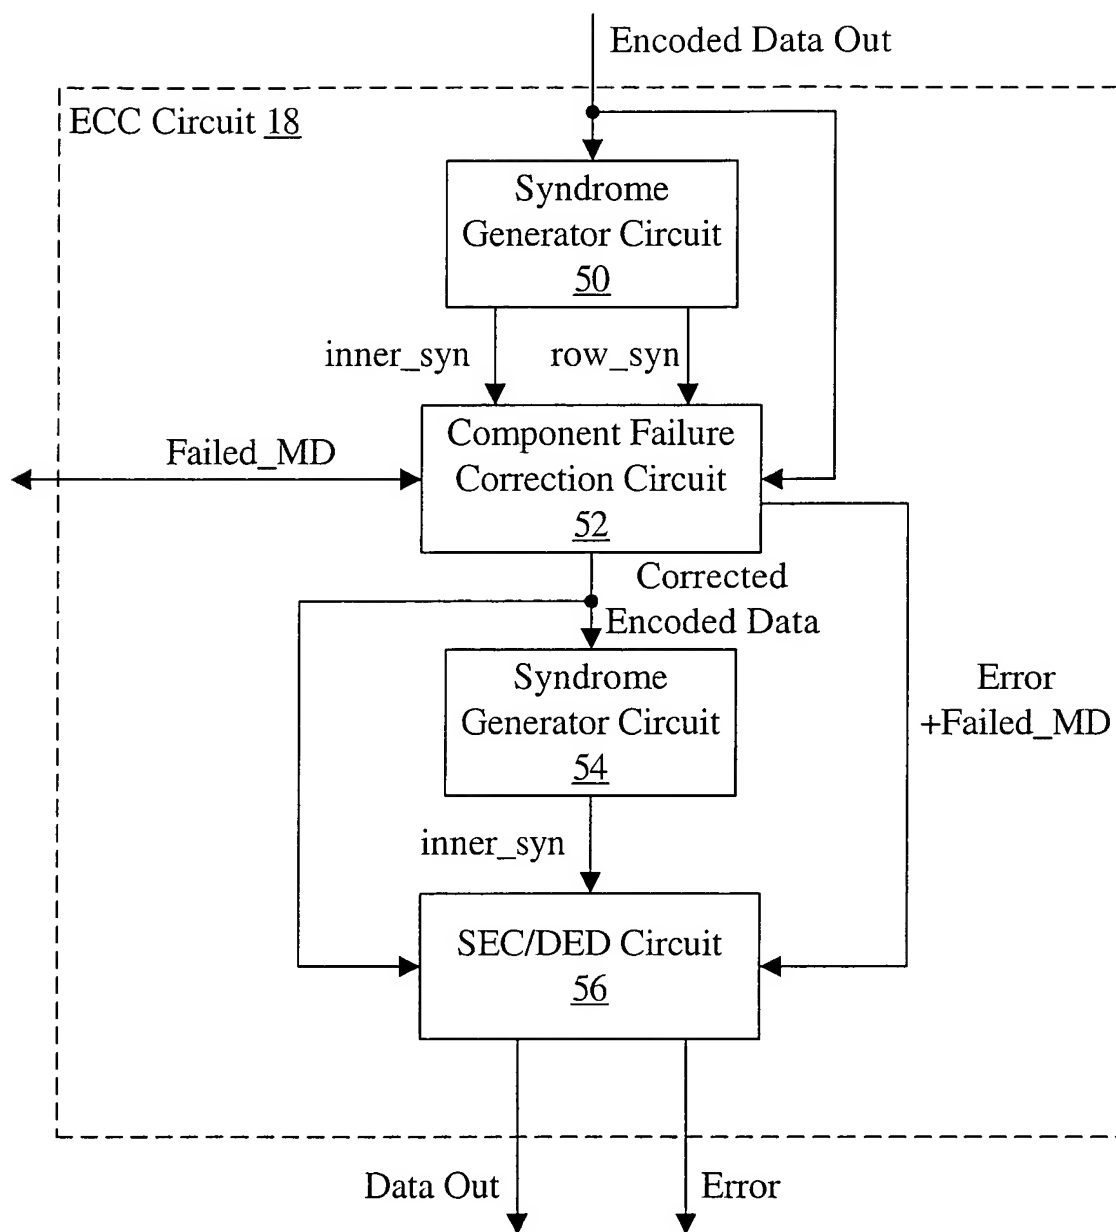 Encoded Data Out
ECC Circuit 18
Syndrome
Generator Circuit
50
inner_syn
row_syn
Component Failure
Correction Circuit
52
Failed_MD
Corrected
Encoded Data
Syndrome
Generator Circuit
54
Error
+Failed_MD
inner_syn
SEC/DED Circuit
56
Data Out
Error